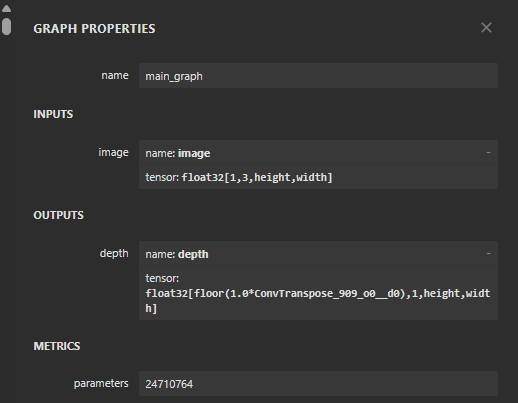 GRAPH PROPERTIES
name main_graph
INPUTS
image name: image -
tensor: float32[1,3,height,width]
OUTPUTS
depth name: depth -
tensor:
float32[floor(1.0*ConvTranspose_909_o0__d0),1,height,widt
h]
METRICS
parameters 24710764